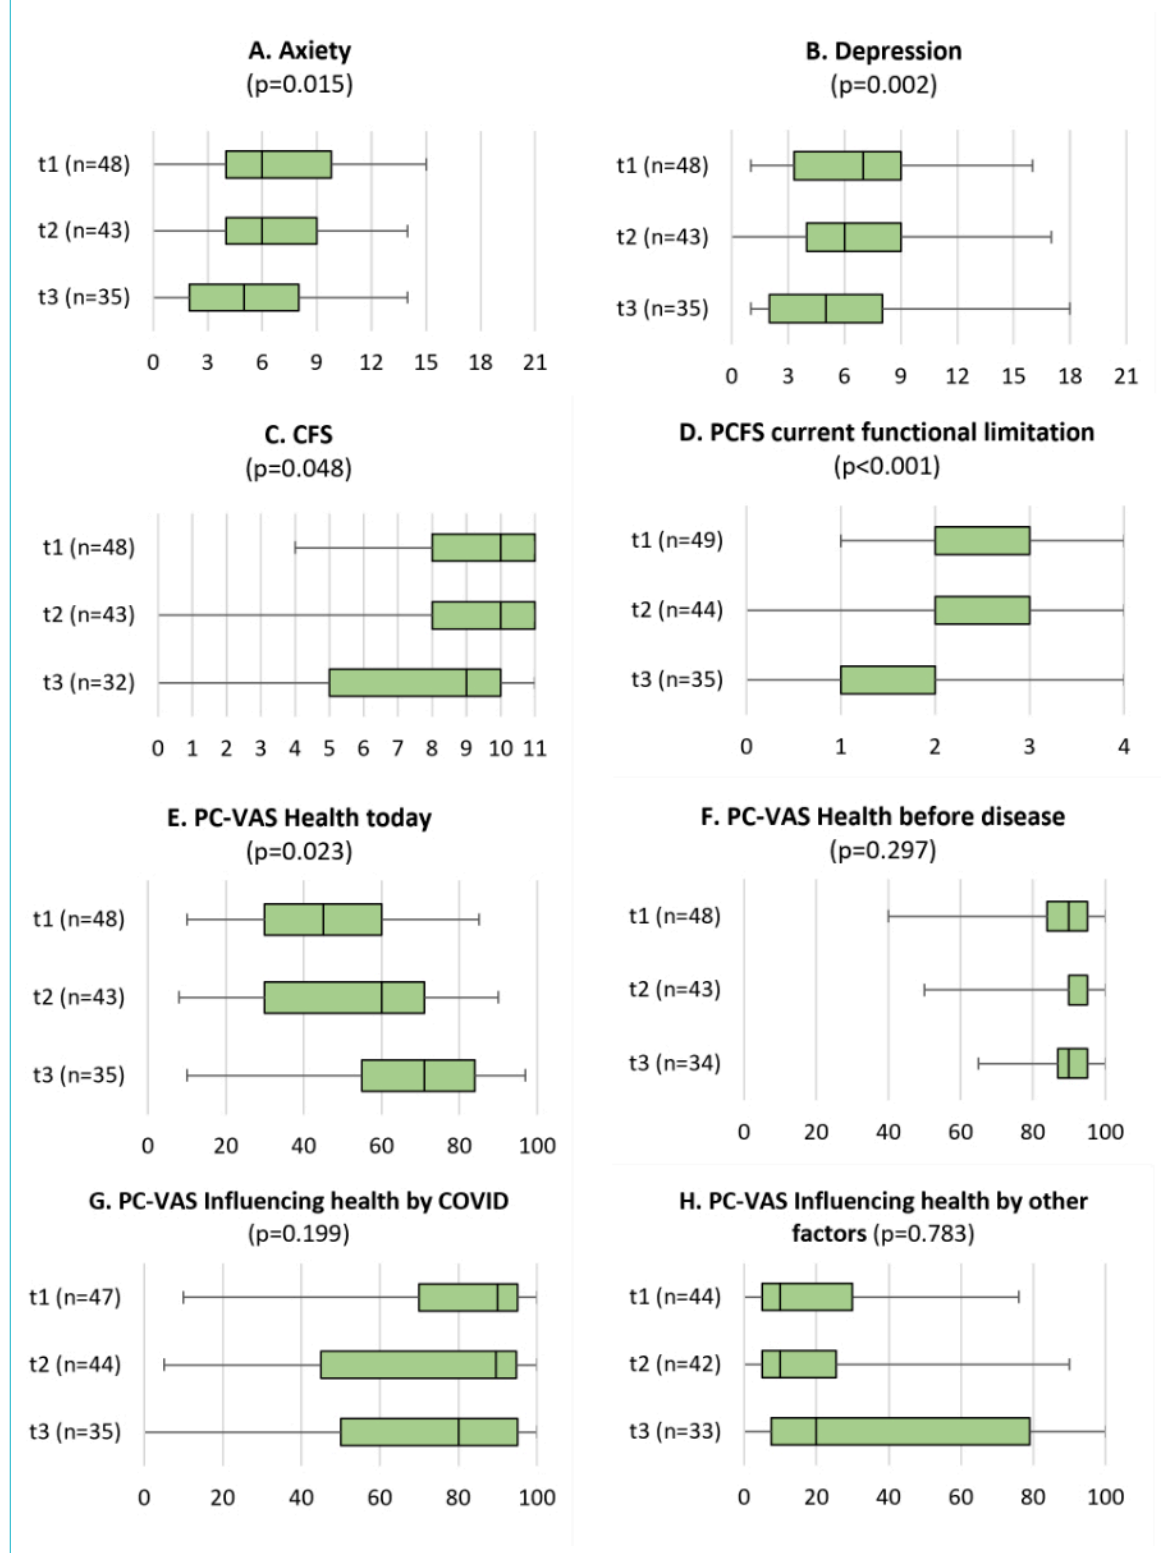 A. Axiety
(p=0.015)
t1 (n=48)
t2 (n=43)
t3 (n=35)
0 3 6 9 12 15 18 21
B. Depression
(p=0.002)
t1 (n=48)
t2 (n=43)
t3 (n=35)
0 3 6 9 12 15 18 21
C. CFS
(p=0.048)
t1 (n=48)
t2 (n=43)
t3 (n=32)
0 1 2 3 4 5 6 7 8 9 10 11
D. PCFS current functional limitation
(p<0.001)
t1 (n=49)
t2 (n=44)
t3 (n=35)
0 1 2 3 4
E. PC-VAS Health today
(p=0.023)
t1 (n=48)
t2 (n=43)
t3 (n=35)
0 20 40 60 80 100
F. PC-VAS Health before disease
(p=0.297)
t1 (n=48)
t2 (n=43)
t3 (n=34)
0 20 40 60 80 100
G. PC-VAS Influencing health by COVID
(p=0.199)
t1 (n=47)
t2 (n=44)
t3 (n=35)
0 20 40 60 80 100
H. PC-VAS Influencing health by other
factors (p=0.783)
t1 (n=44)
t2 (n=42)
t3 (n=33)
0 20 40 60 80 100